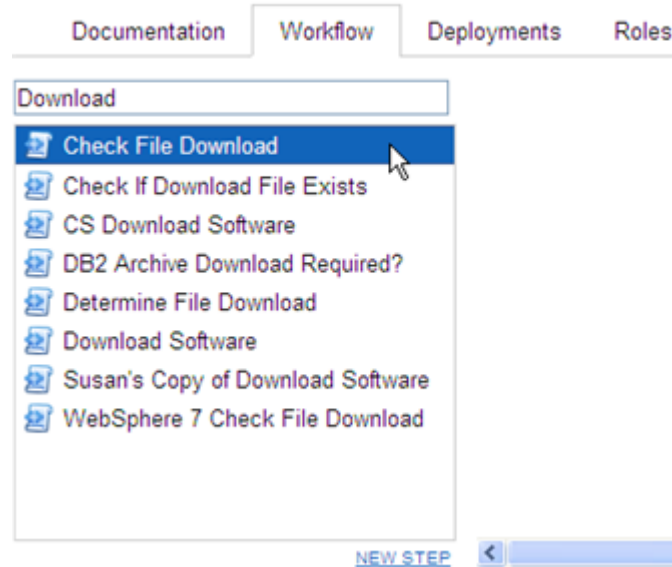 Documentation Workflow Deployments Roles
Download
Check File Download
Check If Download File Exists
CS Download Software
DB2 Archive Download Required?
Determine File Download
Download Software
Susan's Copy of Download Software
WebSphere 7 Check File Download
NEW STEP